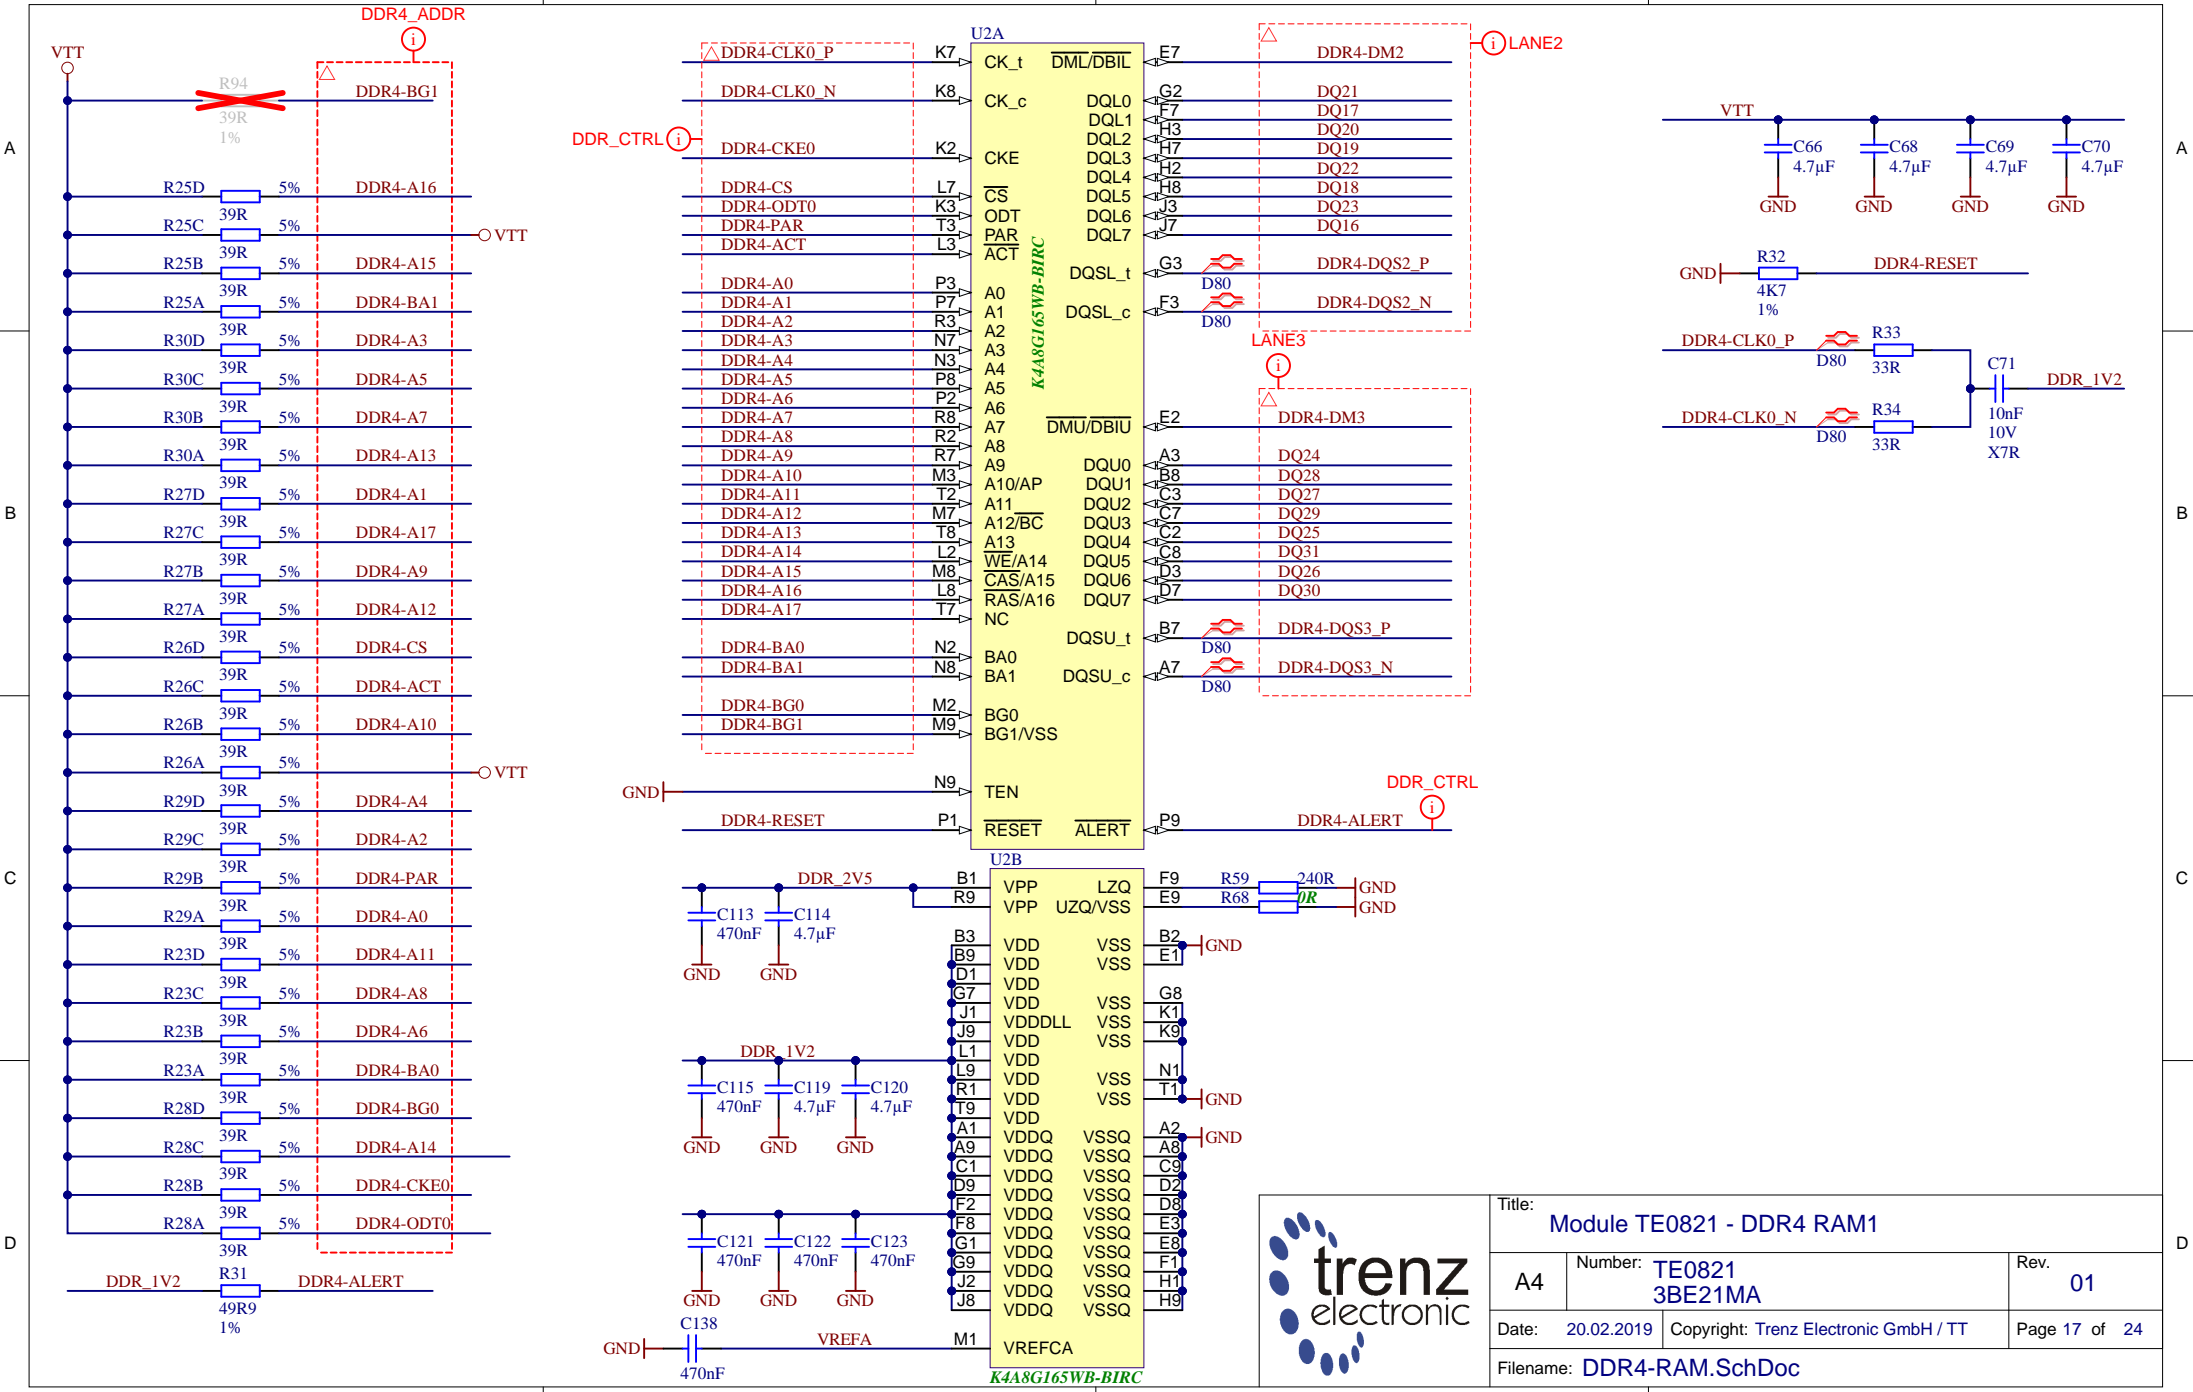 DDR4_ADDR
i
VTT
R94
39R
1%
DDR4-BG1
R25D 39R 5% DDR4-A16
R25C 39R 5% VTT
R25B 39R 5% DDR4-A15
R25A 39R 5% DDR4-BA1
R30D 39R 5% DDR4-A3
R30C 39R 5% DDR4-A5
R30B 39R 5% DDR4-A7
R30A 39R 5% DDR4-A13
R27D 39R 5% DDR4-A1
R27C 39R 5% DDR4-A17
R27B 39R 5% DDR4-A9
R27A 39R 5% DDR4-A12
R26D 39R 5% DDR4-CS
R26C 39R 5% DDR4-ACT
R26B 39R 5% DDR4-A10
R26A 39R 5% VTT
R29D 39R 5% DDR4-A4
R29C 39R 5% DDR4-A2
R29B 39R 5% DDR4-PAR
R29A 39R 5% DDR4-A0
R23D 39R 5% DDR4-A11
R23C 39R 5% DDR4-A8
R23B 39R 5% DDR4-A6
R23A 39R 5% DDR4-BA0
R28D 39R 5% DDR4-BG0
R28C 39R 5% DDR4-A14
R28B 39R 5% DDR4-CKE0
R28A 39R 5% DDR4-ODT0
DDR_1V2 R31 DDR4-ALERT
49R9
1%
U2A
DDR_CTRL i
DDR4-CLK0_P K7 CK_t
DDR4-CLK0_N K8 CK_c
DDR4-CKE0 K2 CKE
DDR4-CS L7 CS
DDR4-ODT0 K3 ODT
DDR4-PAR T3 PAR
DDR4-ACT L3 ACT
DDR4-A0 P3 A0
DDR4-A1 P7 A1
DDR4-A2 R3 A2
DDR4-A3 N7 A3
DDR4-A4 N3 A4
DDR4-A5 P8 A5
DDR4-A6 P2 A6
DDR4-A7 R8 A7
DDR4-A8 R2 A8
DDR4-A9 R7 A9
DDR4-A10 M3 A10/AP
DDR4-A11 T2 A11
DDR4-A12 M7 A12/BC
DDR4-A13 T8 A13
DDR4-A14 L2 WE/A14
DDR4-A15 M8 CAS/A15
DDR4-A16 L8 RAS/A16
DDR4-A17 T7 NC
DDR4-BA0 N2 BA0
DDR4-BA1 N8 BA1
DDR4-BG0 M2 BG0
DDR4-BG1 M9 BG1/VSS
GND N9 TEN
DDR4-RESET P1 RESET
K4A8G165WB-BIRC
i LANE2
DML/DBIL E7 DDR4-DM2
DQL0 G2 DQ21
DQL1 F7 DQ17
DQL2 H3 DQ20
DQL3 H7 DQ19
DQL4 H2 DQ22
DQL5 H8 DQ18
DQL6 J3 DQ23
DQL7 J7 DQ16
DQSL_t G3 D80 DDR4-DQS2_P
DQSL_c F3 D80 DDR4-DQS2_N
LANE3
i
DMU/DBIU E2 DDR4-DM3
DQU0 A3 DQ24
DQU1 B8 DQ28
DQU2 C3 DQ27
DQU3 C7 DQ29
DQU4 C2 DQ25
DQU5 C8 DQ31
DQU6 D3 DQ26
DQU7 D7 DQ30
DQSU_t B7 D80 DDR4-DQS3_P
DQSU_c A7 D80 DDR4-DQS3_N
DDR_CTRL
i
ALERT P9 DDR4-ALERT
U2B
DDR_2V5 B1 VPP
R9 VPP
C113 470nF GND
C114 4.7µF GND
B3 VDD
B9 VDD
D1 VDD
G7 VDD
J1 VDDDLL
J9 VDD
DDR_1V2 L1 VDD
L9 VDD
R1 VDD
T9 VDD
C115 470nF GND
C119 4.7µF GND
C120 4.7µF GND
A1 VDDQ
A9 VDDQ
C1 VDDQ
D9 VDDQ
F2 VDDQ
F8 VDDQ
G1 VDDQ
G9 VDDQ
J2 VDDQ
J8 VDDQ
C121 470nF GND
C122 470nF GND
C123 470nF GND
GND C138 470nF VREFA M1 VREFCA
LZQ F9 R59 240R GND
UZQ/VSS E9 R68 0R GND
VSS B2 GND
VSS E1
VSS G8
VSS K1
VSS K9
VSS N1
VSS T1 GND
VSSQ A2 GND
VSSQ A8
VSSQ C9
VSSQ D2
VSSQ D8
VSSQ E3
VSSQ E8
VSSQ F1
VSSQ H1
VSSQ H9
K4A8G165WB-BIRC
VTT
C66 4.7µF GND
C68 4.7µF GND
C69 4.7µF GND
C70 4.7µF GND
GND R32 DDR4-RESET
4K7
1%
DDR4-CLK0_P D80 R33 33R
DDR4-CLK0_N D80 R34 33R
C71 DDR_1V2
10nF
10V
X7R
A A
B B
C C
D D
trenz
electronic
Title:
Module TE0821 - DDR4 RAM1
A4 Number: TE0821
3BE21MA
Rev.
01
Date: 20.02.2019 Copyright: Trenz Electronic GmbH / TT Page 17 of 24
Filename: DDR4-RAM.SchDoc